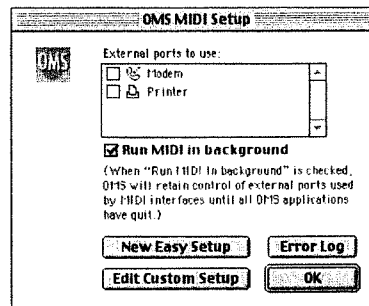 OMS MIDI Setup
OMS
External ports to use:
Modem
Printer
Run MIDI in background
(When "Run MIDI in background" is checked,
OMS will retain control of external ports used
by MIDI interfaces until all OMS applications
have quit.)
New Easy Setup
Error Log
Edit Custom Setup
OK